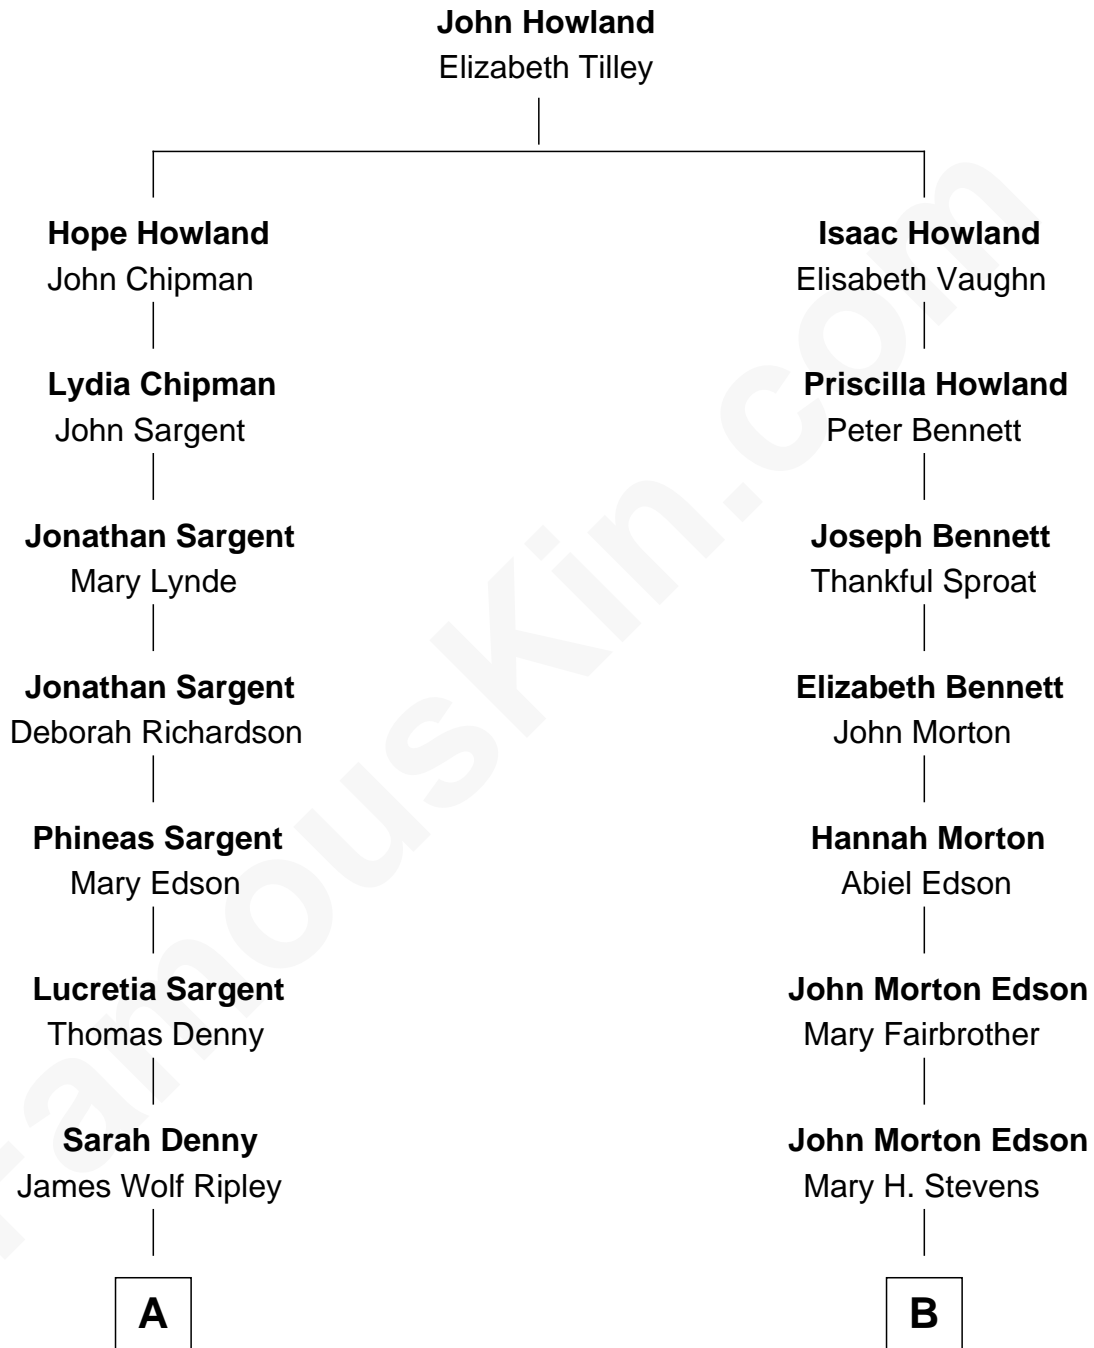 John Howland
Elizabeth Tilley
Hope Howland
John Chipman
Lydia Chipman
John Sargent
Jonathan Sargent
Mary Lynde
Jonathan Sargent
Deborah Richardson
Phineas Sargent
Mary Edson
Lucretia Sargent
Thomas Denny
Sarah Denny
James Wolf Ripley
A
Isaac Howland
Elisabeth Vaughn
Priscilla Howland
Peter Bennett
Joseph Bennett
Thankful Sproat
Elizabeth Bennett
John Morton
Hannah Morton
Abiel Edson
John Morton Edson
Mary Fairbrother
John Morton Edson
Mary H. Stevens
B
FamousKin.com